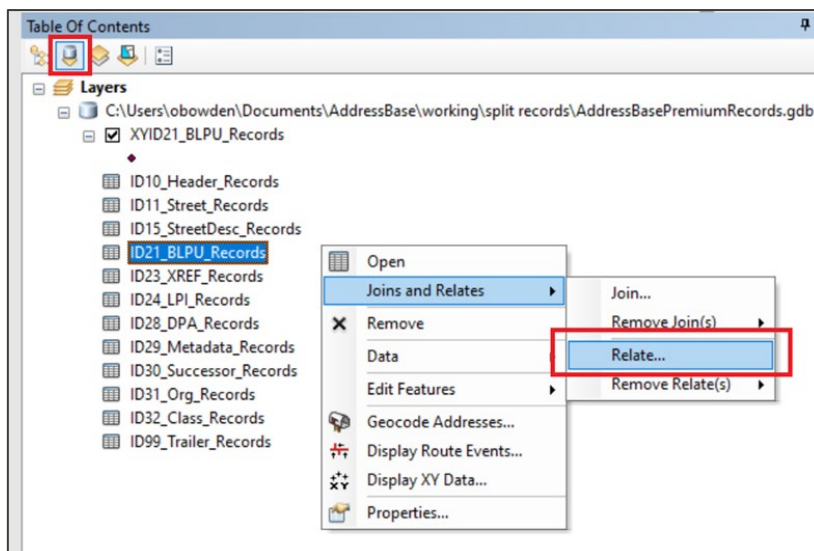 Table Of Contents
Layers
C:\Users\obowden\Documents\AddressBase\working\split records\AddressBasePremiumRecords.gdb
XYID21_BLPU_Records
ID10_Header_Records
ID11_Street_Records
ID15_StreetDesc_Records
ID21_BLPU_Records
ID23_XREF_Records
ID24_LPI_Records
ID28_DPA_Records
ID29_Metadata_Records
ID30_Successor_Records
ID31_Org_Records
ID32_Class_Records
ID99_Trailer_Records
Open
Joins and Relates
Remove
Data
Edit Features
Geocode Addresses...
Display Route Events...
Display XY Data...
Properties...
Join...
Remove Join(s)
Relate...
Remove Relate(s)